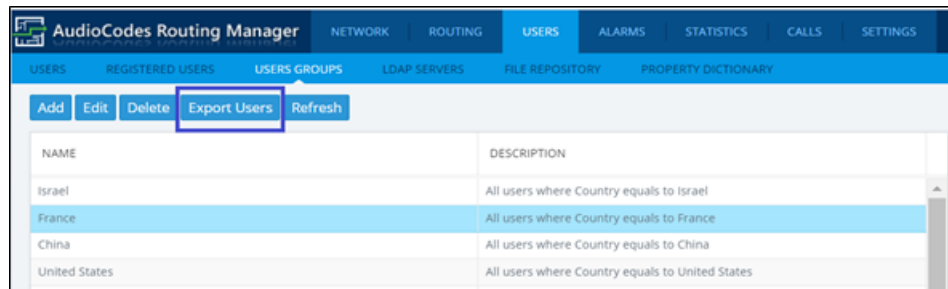 AudioCodes Routing Manager NETWORK ROUTING USERS ALARMS STATISTICS CALLS SETTINGS
USERS REGISTERED USERS USERS GROUPS LDAP SERVERS FILE REPOSITORY PROPERTY DICTIONARY
Add Edit Delete Export Users Refresh
NAME DESCRIPTION
Israel All users where Country equals to Israel
France All users where Country equals to France
China All users where Country equals to China
United States All users where Country equals to United States